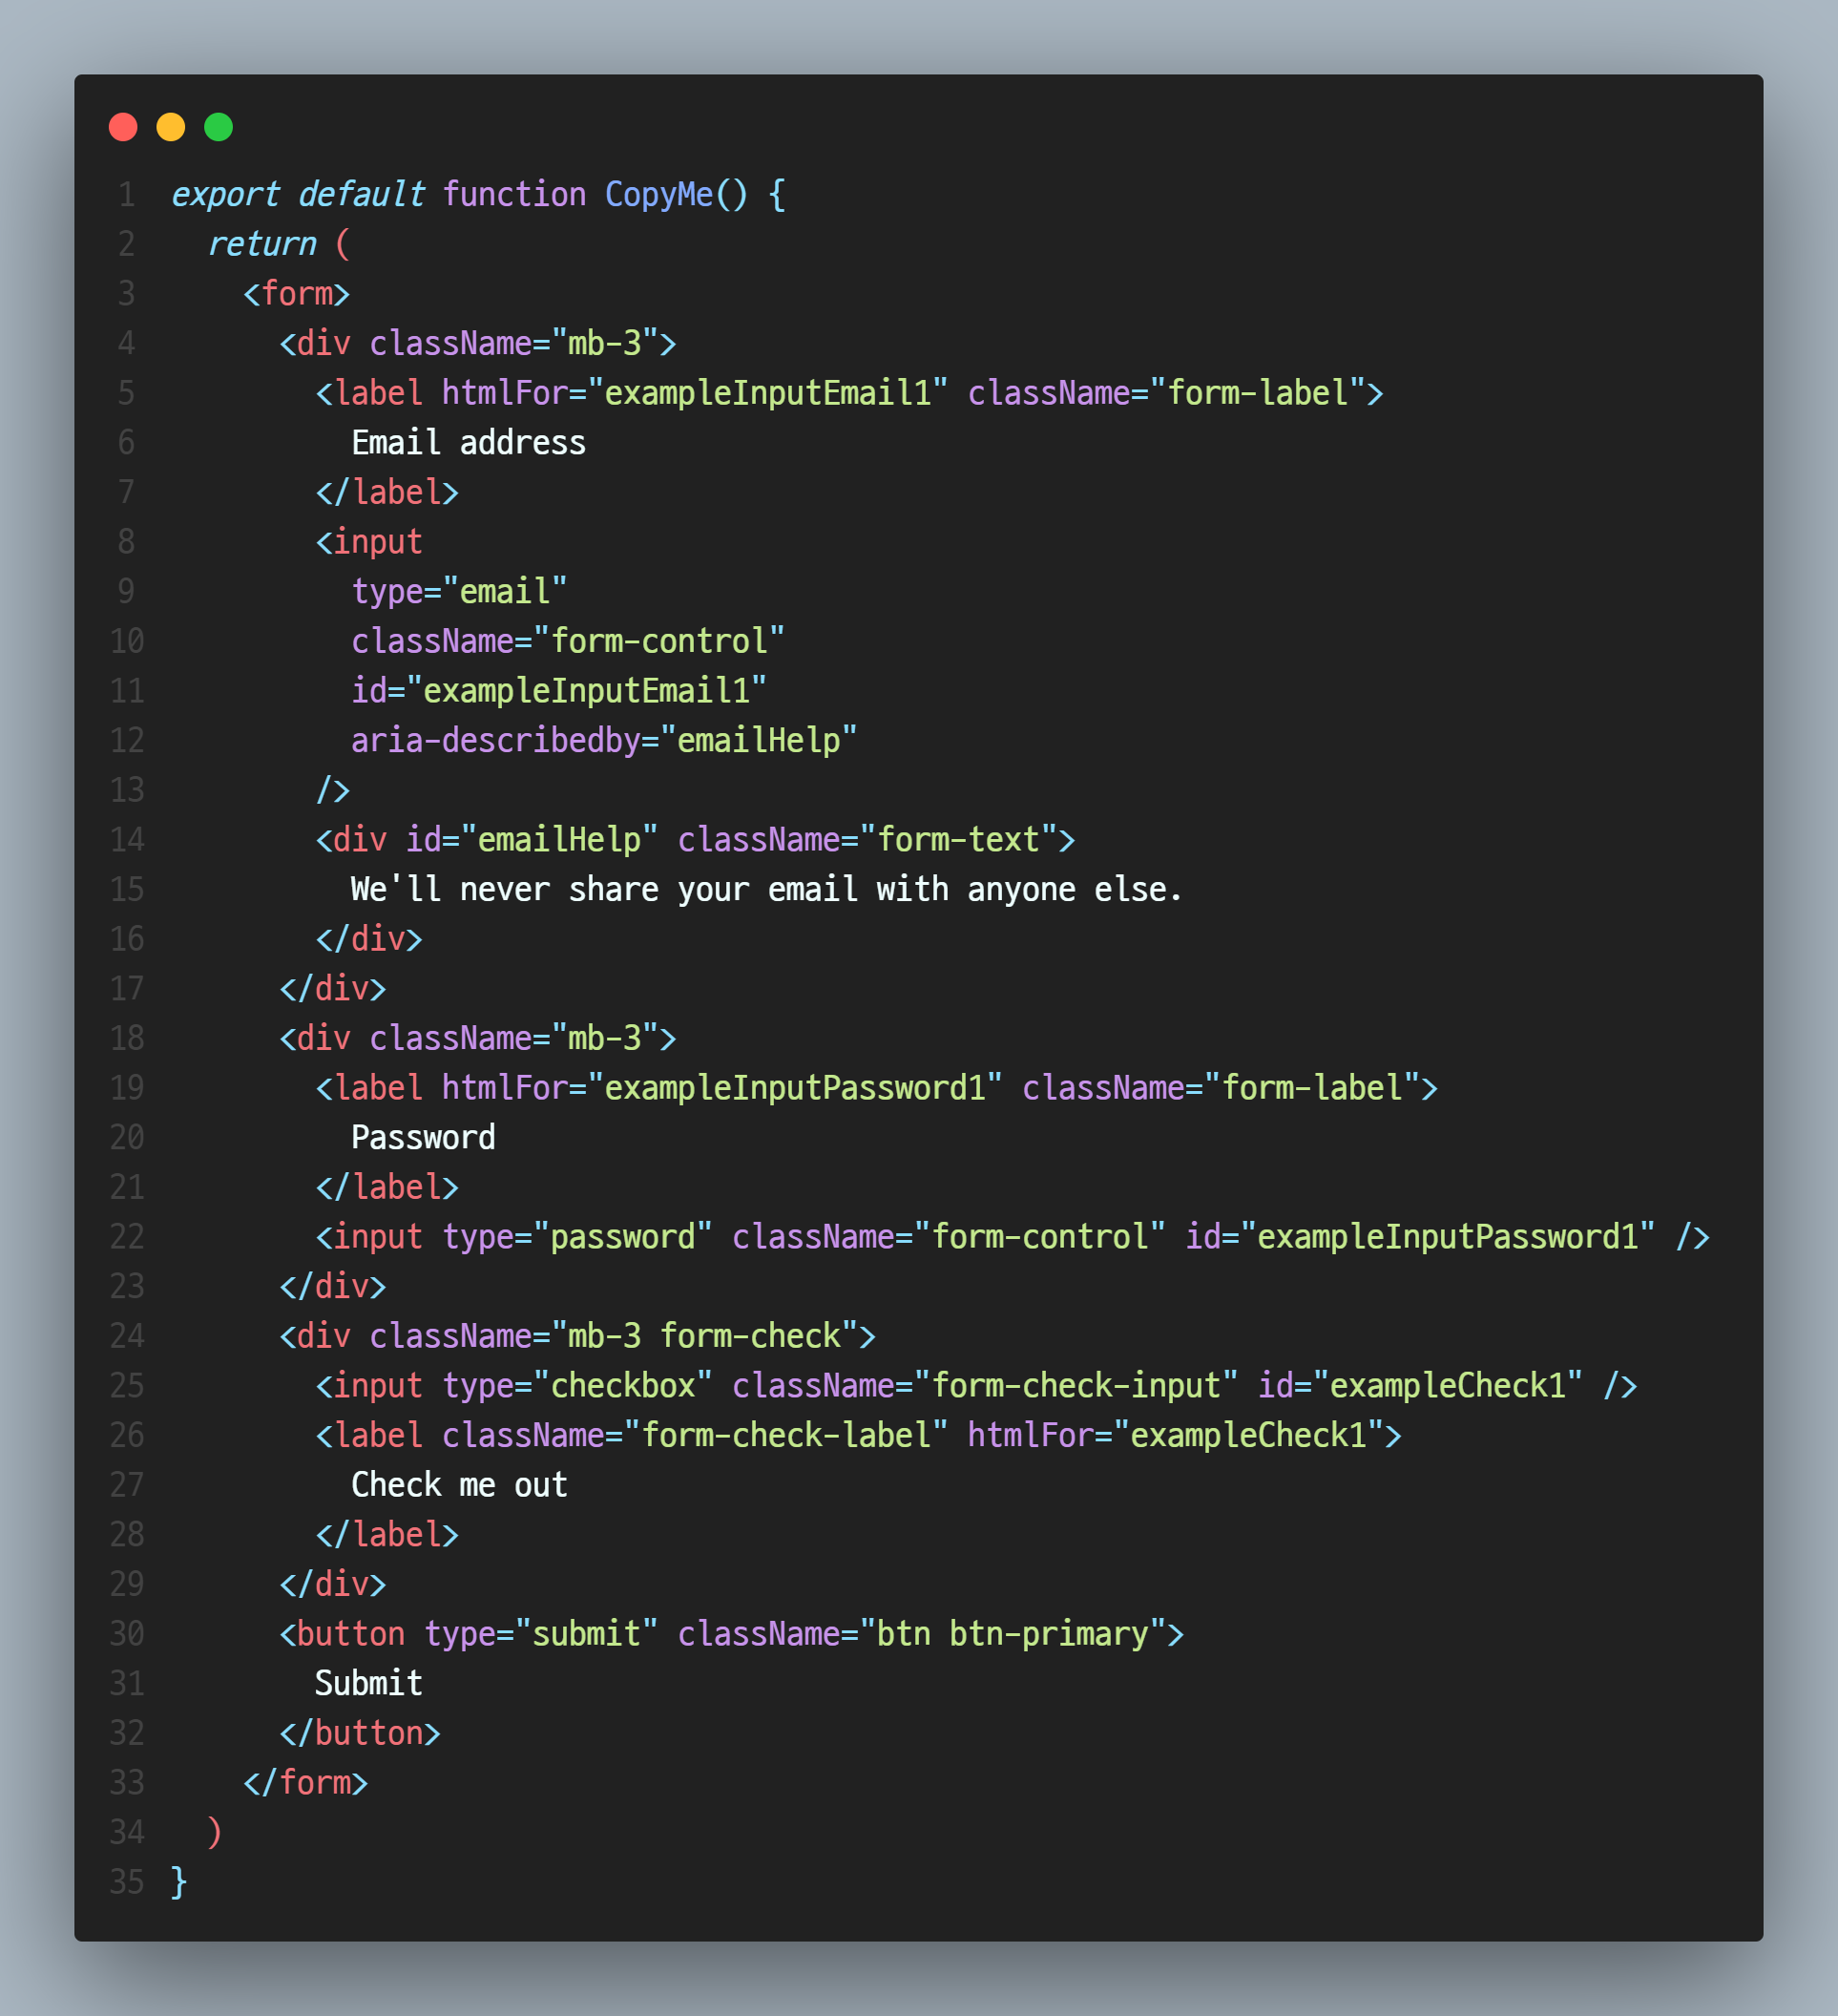 1 export default function CopyMe() {
2   return (
3     <form>
4       <div className="mb-3">
5         <label htmlFor="exampleInputEmail1" className="form-label">
6           Email address
7         </label>
8         <input
9           type="email"
10           className="form-control"
11           id="exampleInputEmail1"
12           aria-describedby="emailHelp"
13         />
14         <div id="emailHelp" className="form-text">
15           We'll never share your email with anyone else.
16         </div>
17       </div>
18       <div className="mb-3">
19         <label htmlFor="exampleInputPassword1" className="form-label">
20           Password
21         </label>
22         <input type="password" className="form-control" id="exampleInputPassword1" />
23       </div>
24       <div className="mb-3 form-check">
25         <input type="checkbox" className="form-check-input" id="exampleCheck1" />
26         <label className="form-check-label" htmlFor="exampleCheck1">
27           Check me out
28         </label>
29       </div>
30       <button type="submit" className="btn btn-primary">
31         Submit
32       </button>
33     </form>
34   )
35 }